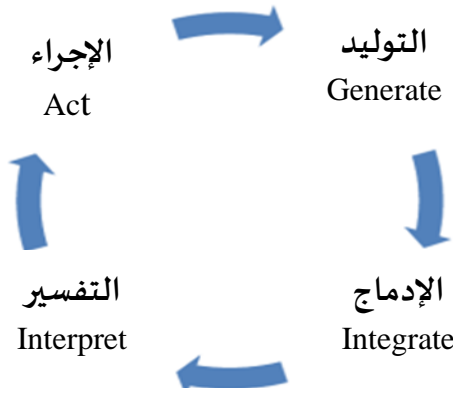 الإجراء
Act
التوليد
Generate
الإدماج
Integrate
التفسير
Interpret